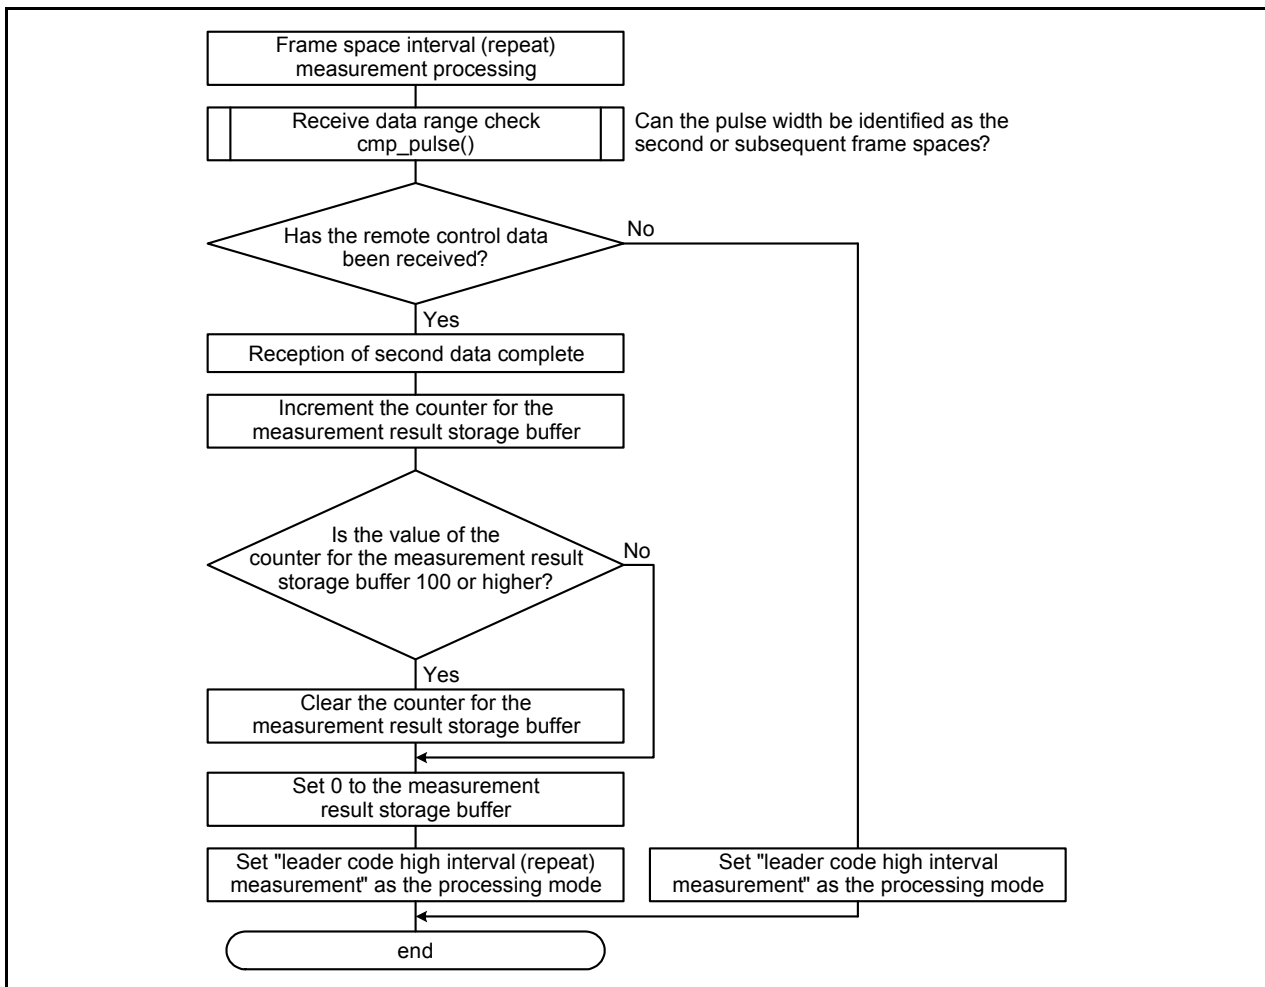 Frame space interval (repeat)
measurement processing
Receive data range check
cmp_pulse()
Can the pulse width be identified as the
second or subsequent frame spaces?
Has the remote control data
been received?
No
Yes
Reception of second data complete
Increment the counter for the
measurement result storage buffer
Is the value of the
counter for the measurement result
storage buffer 100 or higher?
No
Yes
Clear the counter for the
measurement result storage buffer
Set 0 to the measurement
result storage buffer
Set "leader code high interval (repeat)
measurement" as the processing mode
Set "leader code high interval
measurement" as the processing mode
end